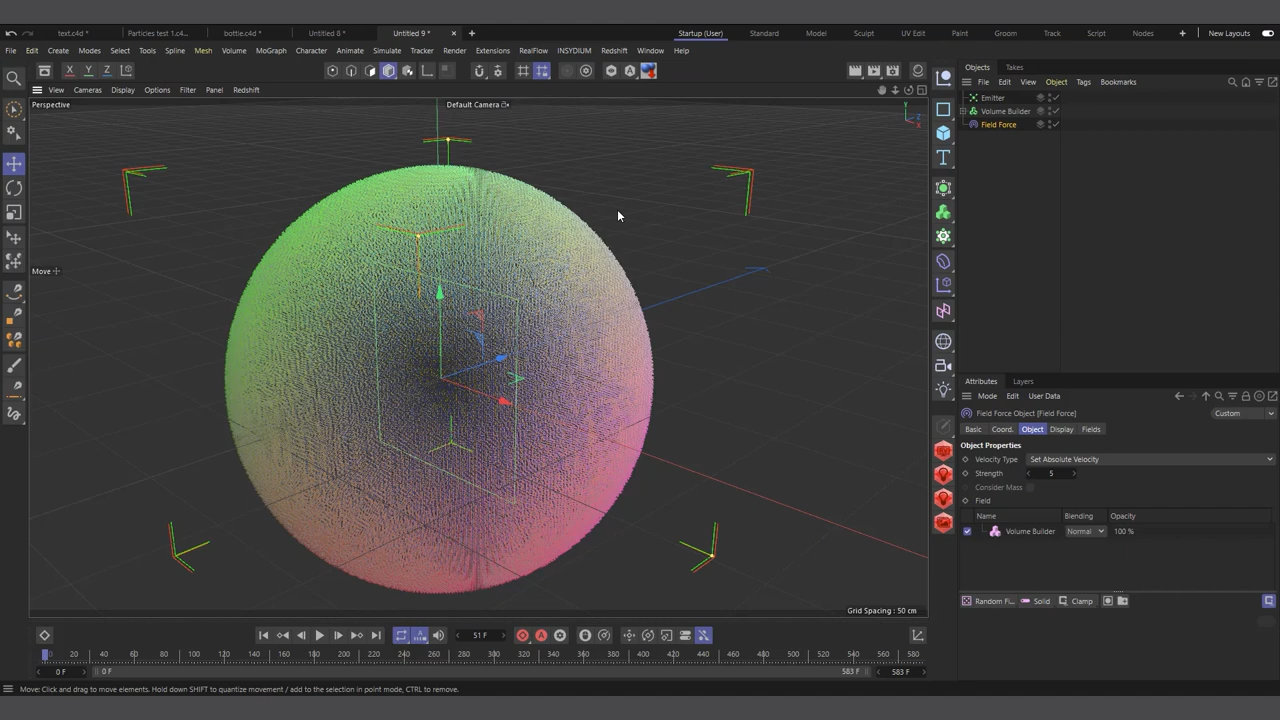 text.c4d * Particles test 1.c4d... bottle.c4d * Untitled 8 * Untitled 9 * Startup (User) Standard Model Sculpt UV Edit Paint Groom Track Script Nodes New Layouts
File Edit Create Modes Select Tools Spline Mesh Volume MoGraph Character Animate Simulate Tracker Render Extensions RealFlow INSYDIUM Redshift Window Help
Objects Takes
X Y Z
File Edit View Object Tags Bookmarks
View Cameras Display Options Filter Panel Redshift
Emitter
Perspective Default Camera
Volume Builder
Field Force
Move
Attributes Layers
Mode Edit User Data
Field Force Object [Field Force] Custom
Basic Coord. Object Display Fields
Object Properties
Velocity Type Set Absolute Velocity
Strength 5
Consider Mass
Field
Name Blending Opacity
Volume Builder Normal 100 %
Random Fi... Solid Clamp
Grid Spacing : 50 cm
51 F
20 40 60 80 100 120 140 160 180 200 220 240 260 280 300 320 340 360 380 400 420 440 460 480 500 520 540 560 580
0 F 0 F 583 F 583 F
Move: Click and drag to move elements. Hold down SHIFT to quantize movement / add to the selection in point mode, CTRL to remove.